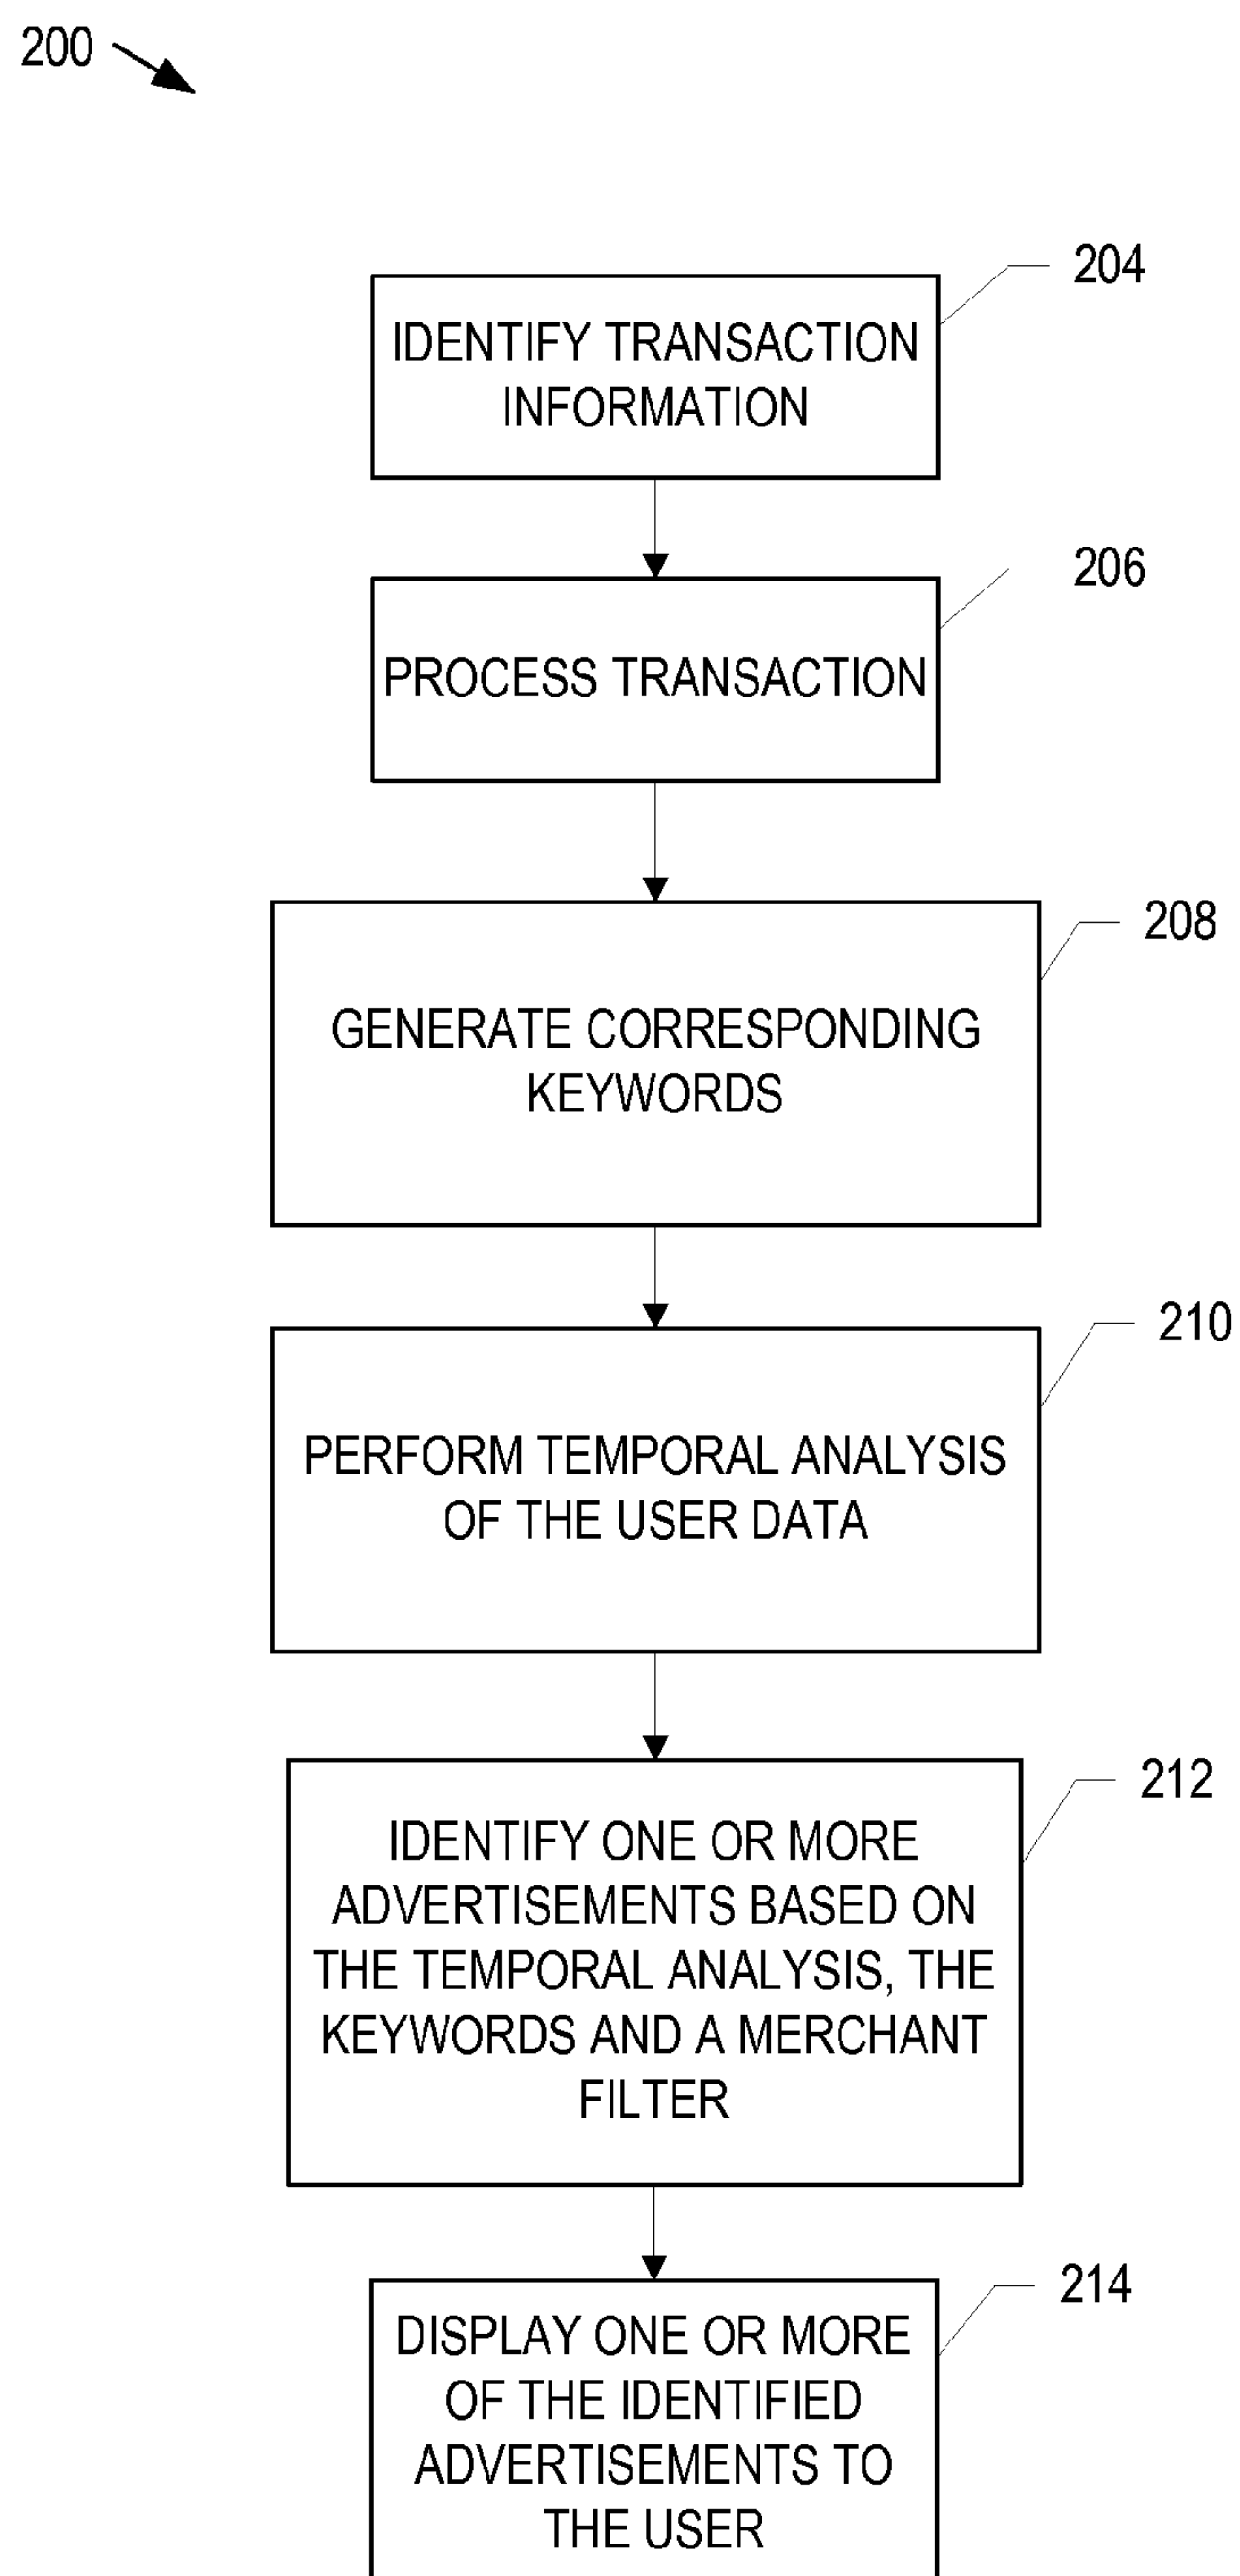 200
204
IDENTIFY TRANSACTION
INFORMATION
206
PROCESS TRANSACTION
208
GENERATE CORRESPONDING
KEYWORDS
210
PERFORM TEMPORAL ANALYSIS
OF THE USER DATA
212
IDENTIFY ONE OR MORE
ADVERTISEMENTS BASED ON
THE TEMPORAL ANALYSIS, THE
KEYWORDS AND A MERCHANT
FILTER
214
DISPLAY ONE OR MORE
OF THE IDENTIFIED
ADVERTISEMENTS TO
THE USER